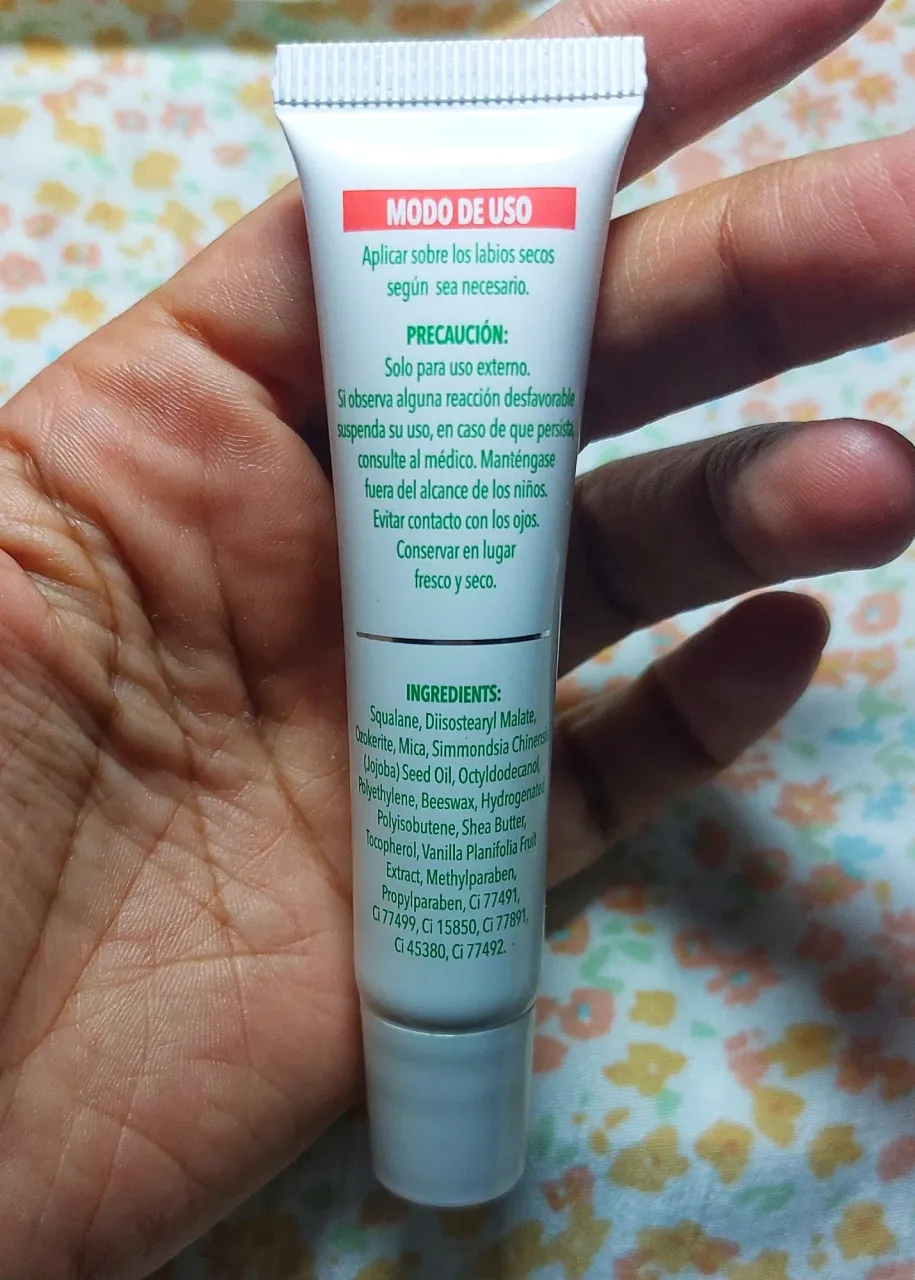 MODO DE USO
Aplicar sobre los labios secos
según sea necesario.
PRECAUCIÓN:
Solo para uso externo.
Si observa alguna reacción desfavorable
suspenda su uso, en caso de que persista,
consulte al médico. Manténgase
fuera del alcance de los niños.
Evitar contacto con los ojos.
Conservar en lugar
fresco y seco.
INGREDIENTS:
Squalane, Diisostearyl Malate,
Ozokerite, Mica, Simmondsia Chinensis
(Jojoba) Seed Oil, Octyldodecanol,
Polyethylene, Beeswax, Hydrogenated
Polyisobutene, Shea Butter,
Tocopherol, Vanilla Planifolia Fruit
Extract, Methylparaben,
Propylparaben, Ci 77491,
Ci 77499, Ci 15850, Ci 77891,
Ci 45380, Ci 77492.